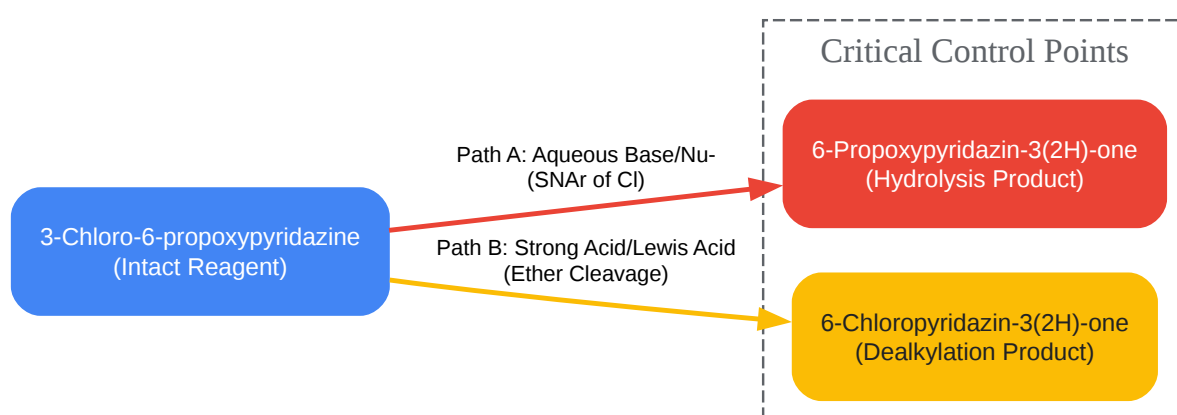 Critical Control Points
Path A: Aqueous Base/Nu-
(SNAr of Cl)
6-Propoxypyridazin-3(2H)-one
(Hydrolysis Product)
3-Chloro-6-propoxypyridazine
(Intact Reagent)
Path B: Strong Acid/Lewis Acid
(Ether Cleavage)
6-Chloropyridazin-3(2H)-one
(Dealkylation Product)